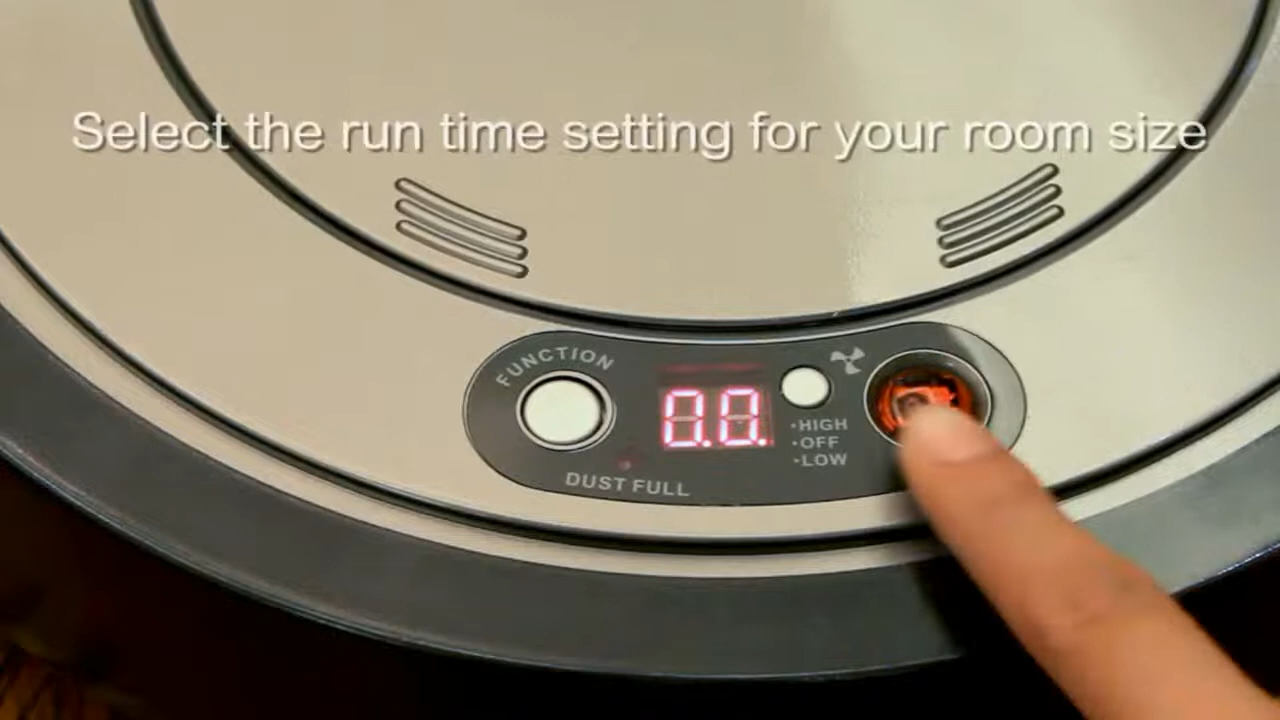 Select the run time setting for your room size
FUNCTION
0.0.
•HIGH
•OFF
•LOW
DUST FULL